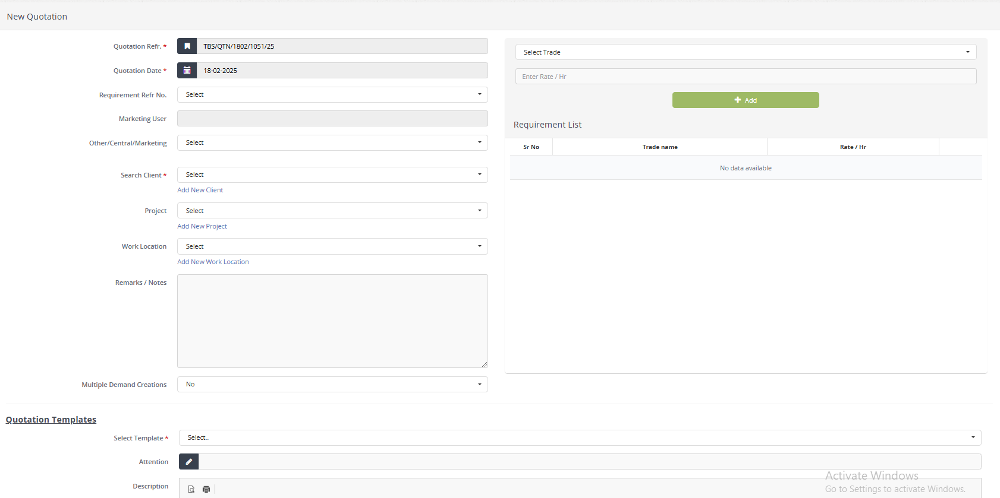 New Quotation
Quotation Refr. *
TBS/QTN/1802/1051/25
Quotation Date *
18-02-2025
Requirement Refr No.
Select
Marketing User
Other/Central/Marketing
Select
Search Client *
Select
Add New Client
Project
Select
Add New Project
Work Location
Select
Add New Work Location
Remarks / Notes
Multiple Demand Creations
No
Select Trade
Enter Rate / Hr
Add
Requirement List
Sr No Trade name Rate / Hr
No data available
Quotation Templates
Select Template *
Select..
Attention
Description
Activate Windows
Go to Settings to activate Windows.